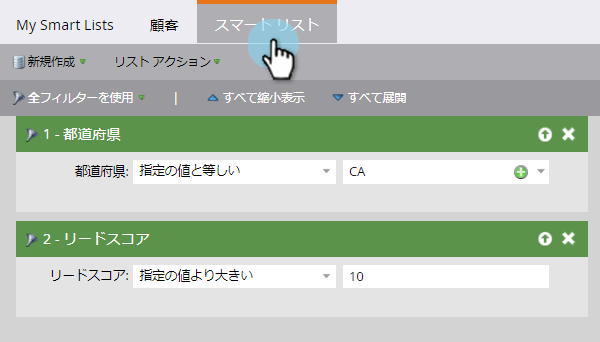 My Smart Lists 顧客 スマート リスト
新規作成 リスト アクション
全フィルターを使用 | すべて縮小表示 すべて展開
1 - 都道府県
都道府県: 指定の値と等しい CA
2 - リードスコア
リードスコア: 指定の値より大きい 10